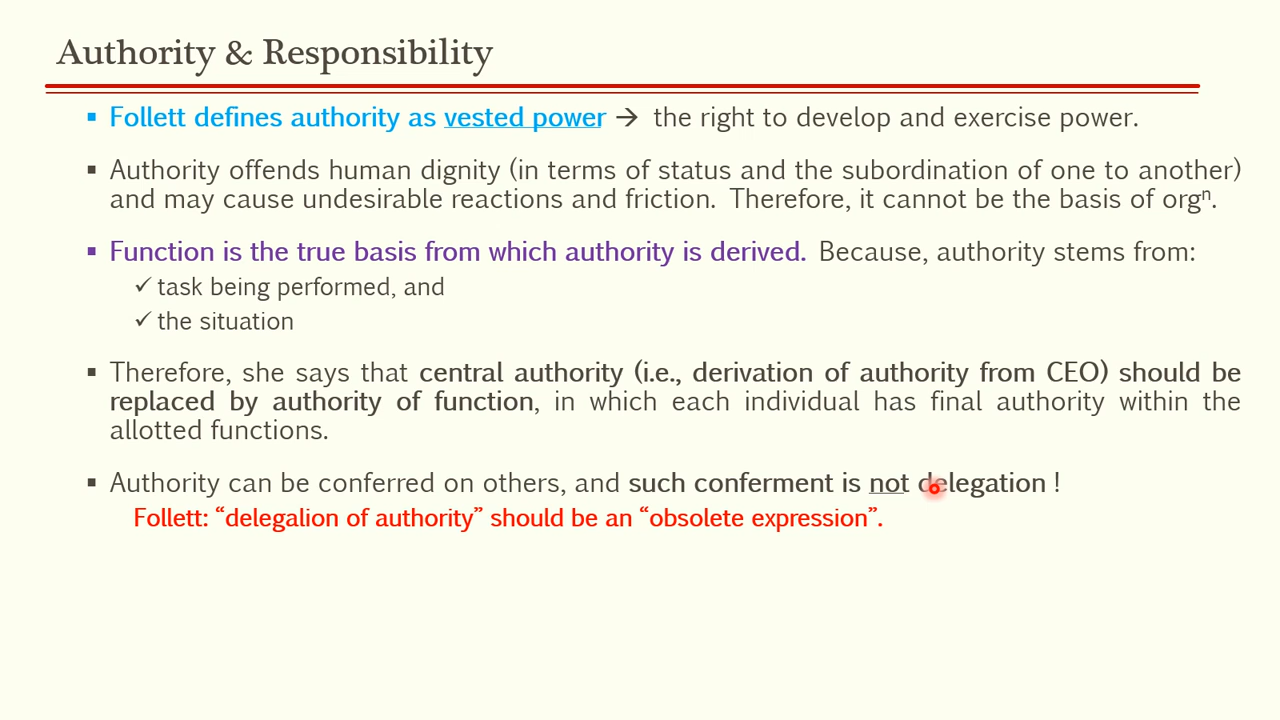 Authority & Responsibility
▪ Follett defines authority as vested power → the right to develop and exercise power.
▪ Authority offends human dignity (in terms of status and the subordination of one to another)
and may cause undesirable reactions and friction. Therefore, it cannot be the basis of orgⁿ.
▪ Function is the true basis from which authority is derived. Because, authority stems from:
✓ task being performed, and
✓ the situation
▪ Therefore, she says that central authority (i.e., derivation of authority from CEO) should be
replaced by authority of function, in which each individual has final authority within the
allotted functions.
▪ Authority can be conferred on others, and such conferment is not delegation !
Follett: “delegalion of authority” should be an “obsolete expression”.